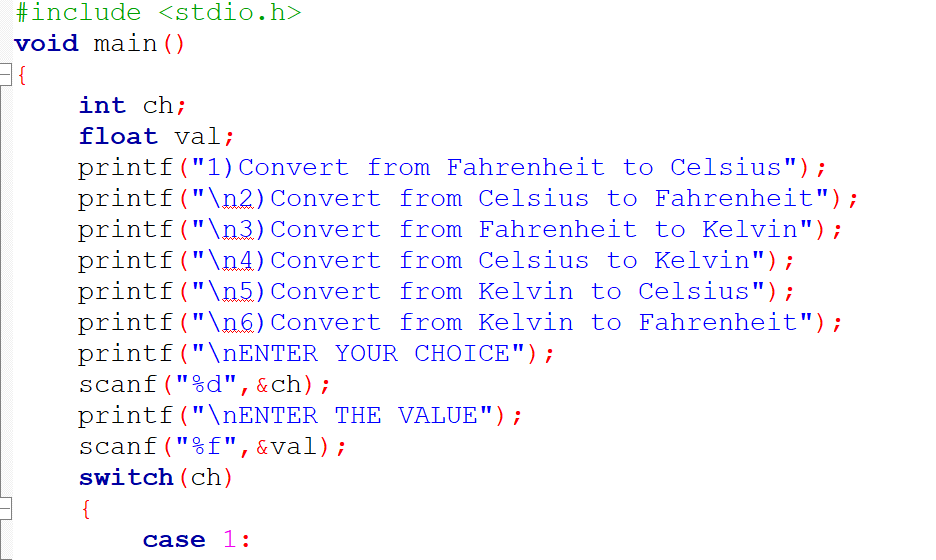 #include <stdio.h>
void main()
{
int ch;
float val;
printf("1)Convert from Fahrenheit to Celsius");
printf("\n2)Convert from Celsius to Fahrenheit");
printf("\n3)Convert from Fahrenheit to Kelvin");
printf("\n4)Convert from Celsius to Kelvin");
printf("\n5)Convert from Kelvin to Celsius");
printf("\n6)Convert from Kelvin to Fahrenheit");
printf("\nENTER YOUR CHOICE");
scanf("%d",&ch);
printf("\nENTER THE VALUE");
scanf("%f",&val);
switch(ch)
{
case 1: